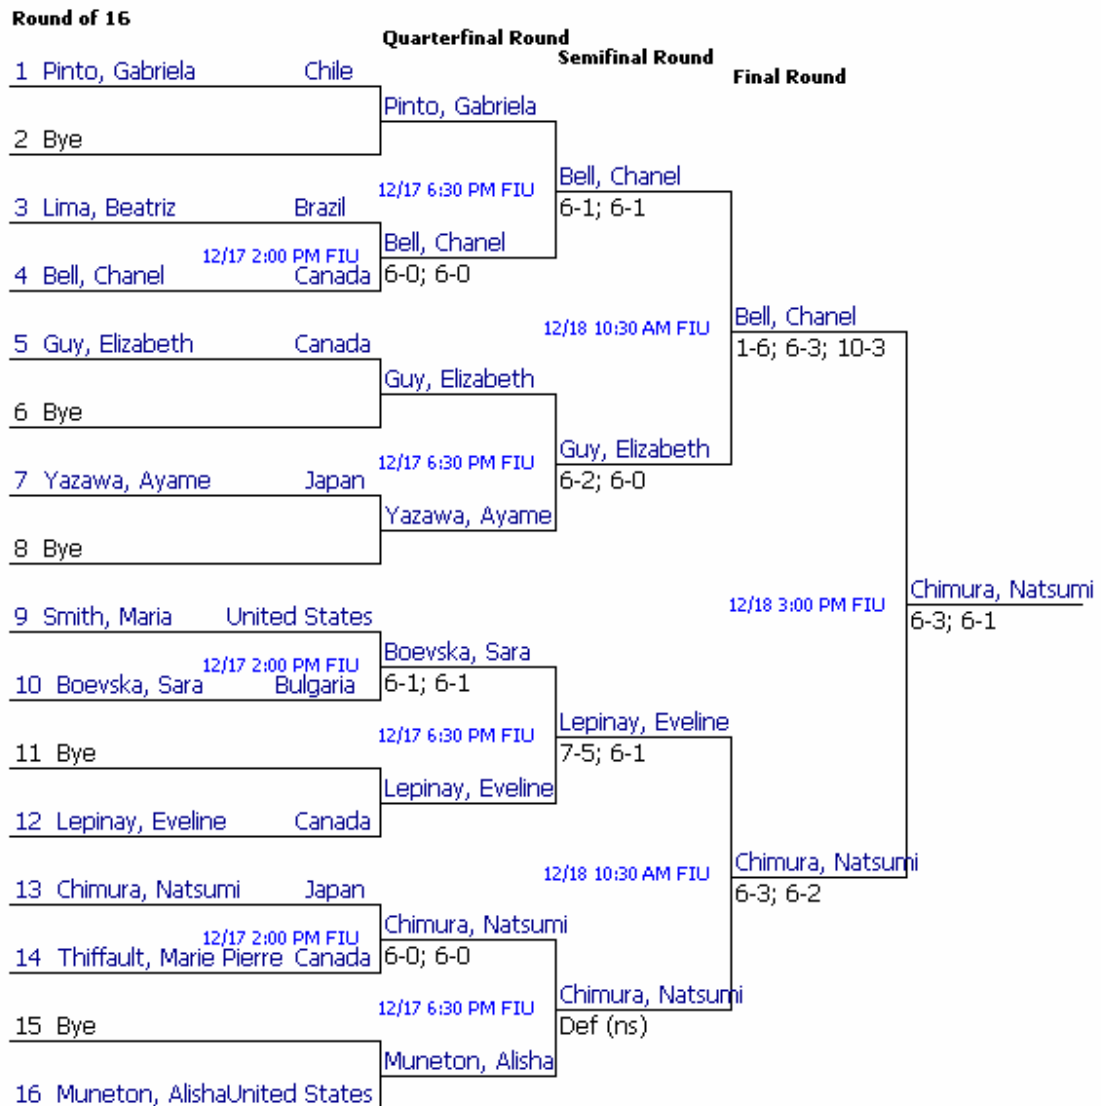 Round of 16
Quarterfinal Round
Semifinal Round
Final Round
1 Pinto, Gabriela Chile
Pinto, Gabriela
2 Bye
12/17 6:30 PM FIU
Bell, Chanel
6-1; 6-1
3 Lima, Beatriz Brazil
12/17 2:00 PM FIU
Bell, Chanel
6-0; 6-0
4 Bell, Chanel Canada
12/18 10:30 AM FIU
Bell, Chanel
1-6; 6-3; 10-3
5 Guy, Elizabeth Canada
Guy, Elizabeth
6 Bye
12/17 6:30 PM FIU
Guy, Elizabeth
6-2; 6-0
7 Yazawa, Ayame Japan
Yazawa, Ayame
8 Bye
12/18 3:00 PM FIU
Chimura, Natsumi
6-3; 6-1
9 Smith, Maria United States
12/17 2:00 PM FIU
Boevska, Sara
6-1; 6-1
10 Boevska, Sara Bulgaria
12/17 6:30 PM FIU
Lepinay, Eveline
7-5; 6-1
11 Bye
Lepinay, Eveline
12 Lepinay, Eveline Canada
12/18 10:30 AM FIU
Chimura, Natsumi
6-3; 6-2
13 Chimura, Natsumi Japan
12/17 2:00 PM FIU
Chimura, Natsumi
6-0; 6-0
14 Thiffault, Marie Pierre Canada
12/17 6:30 PM FIU
Chimura, Natsumi
Def (ns)
15 Bye
Muneton, Alisha
16 Muneton, Alisha United States